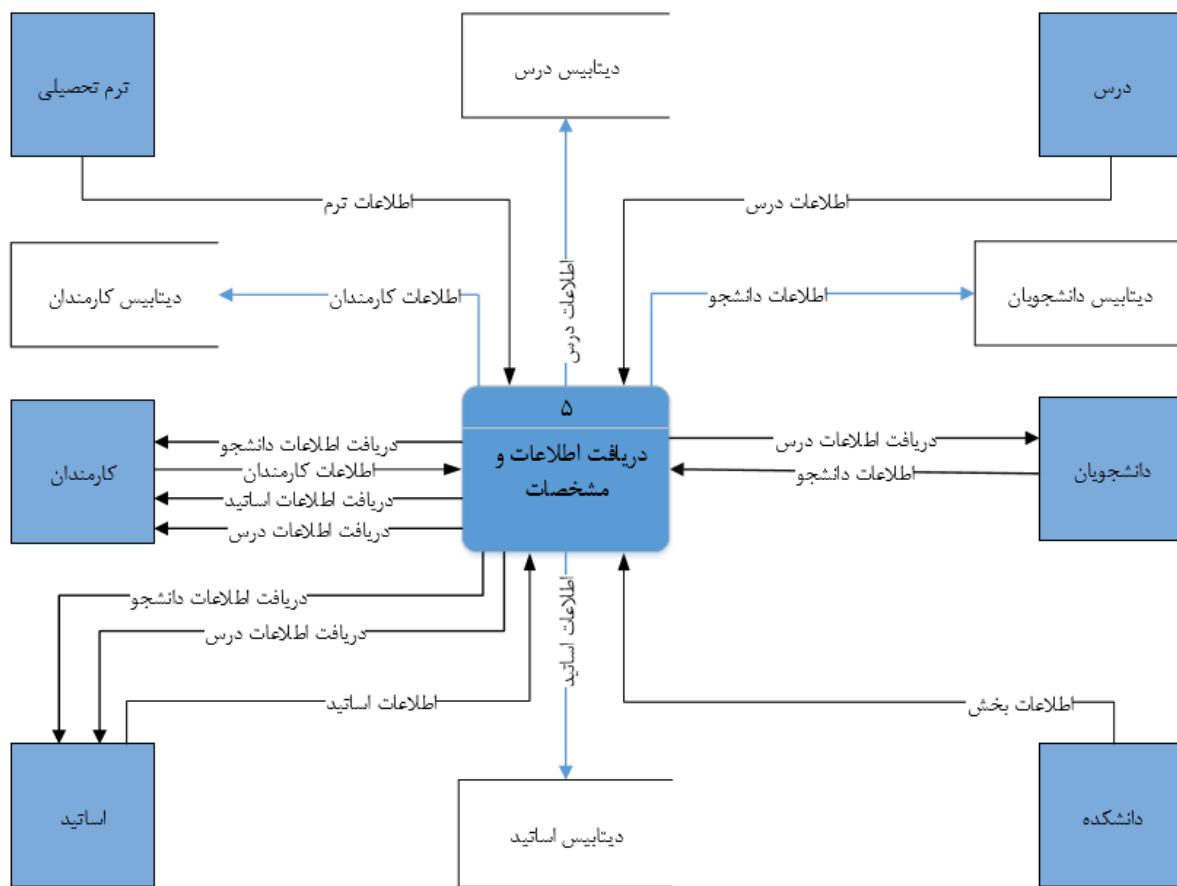 درس
دیتابیس درس
ترم تحصیلی
اطلاعات درس
اطلاعات ترم
دیتابیس دانشجویان
اطلاعات دانشجو
اطلاعات درس
اطلاعات کارمندان
دیتابیس کارمندان
۵
دریافت اطلاعات و
مشخصات
دانشجویان
دریافت اطلاعات درس
اطلاعات دانشجو
دریافت اطلاعات دانشجو
اطلاعات کارمندان
دریافت اطلاعات اساتید
دریافت اطلاعات درس
کارمندان
دریافت اطلاعات دانشجو
دریافت اطلاعات درس
اطلاعات اساتید
اطلاعات بخش
اطلاعات اساتید
دانشکده
دیتابیس اساتید
اساتید